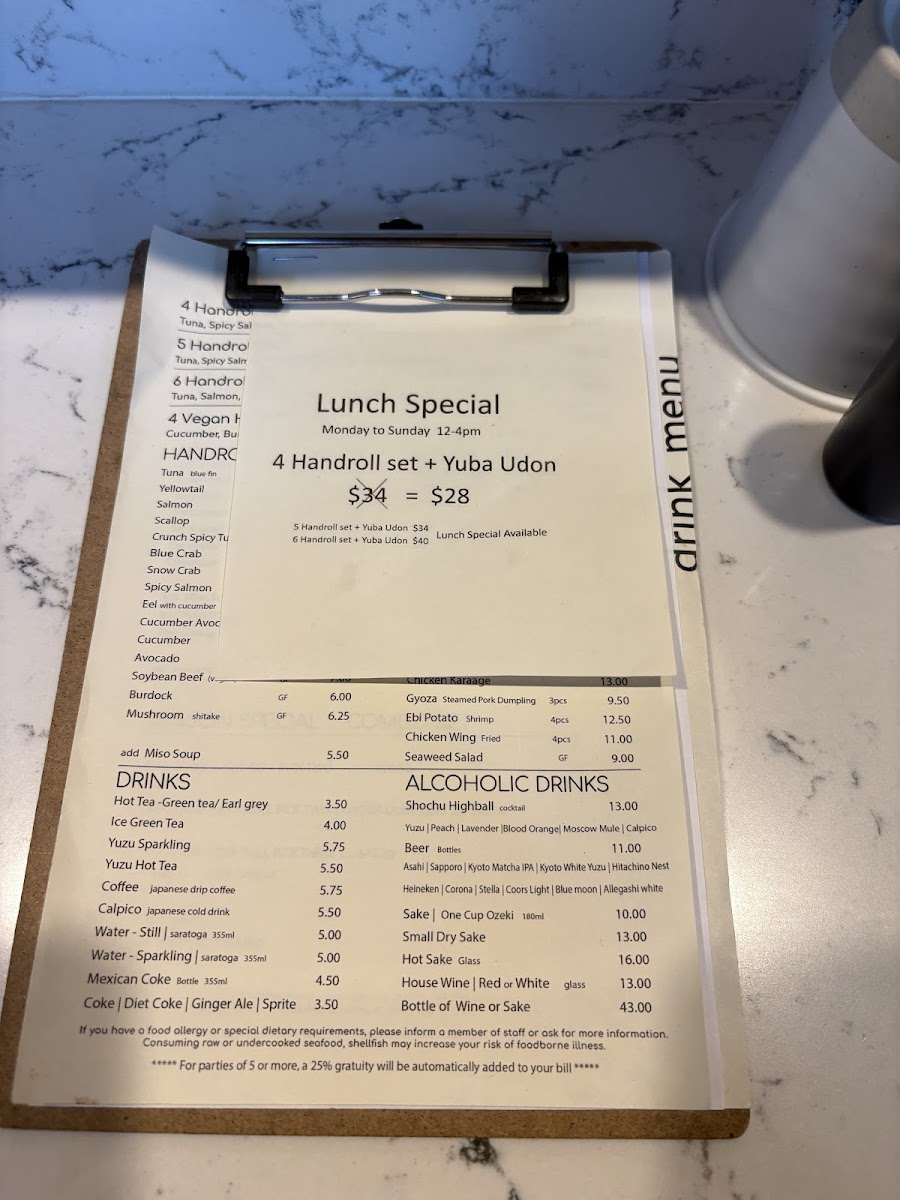 Lunch Special
Monday to Sunday 12-4pm
4 Handroll set + Yuba Udon
$34 = $28
5 Handroll set + Yuba Udon $34
6 Handroll set + Yuba Udon $40
Lunch Special Available
drink menu
4 Handrol
Tuna, Spicy Sal
5 Handro
Tuna, Spicy Salm
6 Handrol
Tuna, Salmon,
4 Vegan H
Cucumber, Bu
HANDRO
Tuna blue fin
Yellowtail
Salmon
Scallop
Crunch Spicy Tu
Blue Crab
Snow Crab
Spicy Salmon
Eel with cucumber
Cucumber Avoc
Cucumber
Avocado
Soybean Beef
Burdock GF 6.00
Mushroom shitake GF 6.25
add Miso Soup 5.50
Chicken Karaage 13.00
Gyoza Steamed Pork Dumpling 3pcs 9.50
Ebi Potato Shrimp 4pcs 12.50
Chicken Wing Fried 4pcs 11.00
Seaweed Salad GF 9.00
DRINKS
Hot Tea -Green tea/ Earl grey 3.50
Ice Green Tea 4.00
Yuzu Sparkling 5.75
Yuzu Hot Tea 5.50
Coffee japanese drip coffee 5.75
Calpico japanese cold drink 5.50
Water - Still | saratoga 355ml 5.00
Water - Sparkling | saratoga 355ml 5.00
Mexican Coke Bottle 355ml 4.50
Coke | Diet Coke | Ginger Ale | Sprite 3.50
ALCOHOLIC DRINKS
Shochu Highball cocktail 13.00
Yuzu | Peach | Lavender |Blood Orange| Moscow Mule | Calpico
Beer Bottles 11.00
Asahi | Sapporo | Kyoto Matcha IPA | Kyoto White Yuzu | Hitachino Nest
Heineken | Corona | Stella | Coors Light | Blue moon | Allegashi white
Sake | One Cup Ozeki 180ml 10.00
Small Dry Sake 13.00
Hot Sake Glass 16.00
House Wine | Red or White glass 13.00
Bottle of Wine or Sake 43.00
If you have a food allergy or special dietary requirements, please inform a member of staff or ask for more information.
Consuming raw or undercooked seafood, shellfish may increase your risk of foodborne illness.
***** For parties of 5 or more, a 25% gratuity will be automatically added to your bill *****